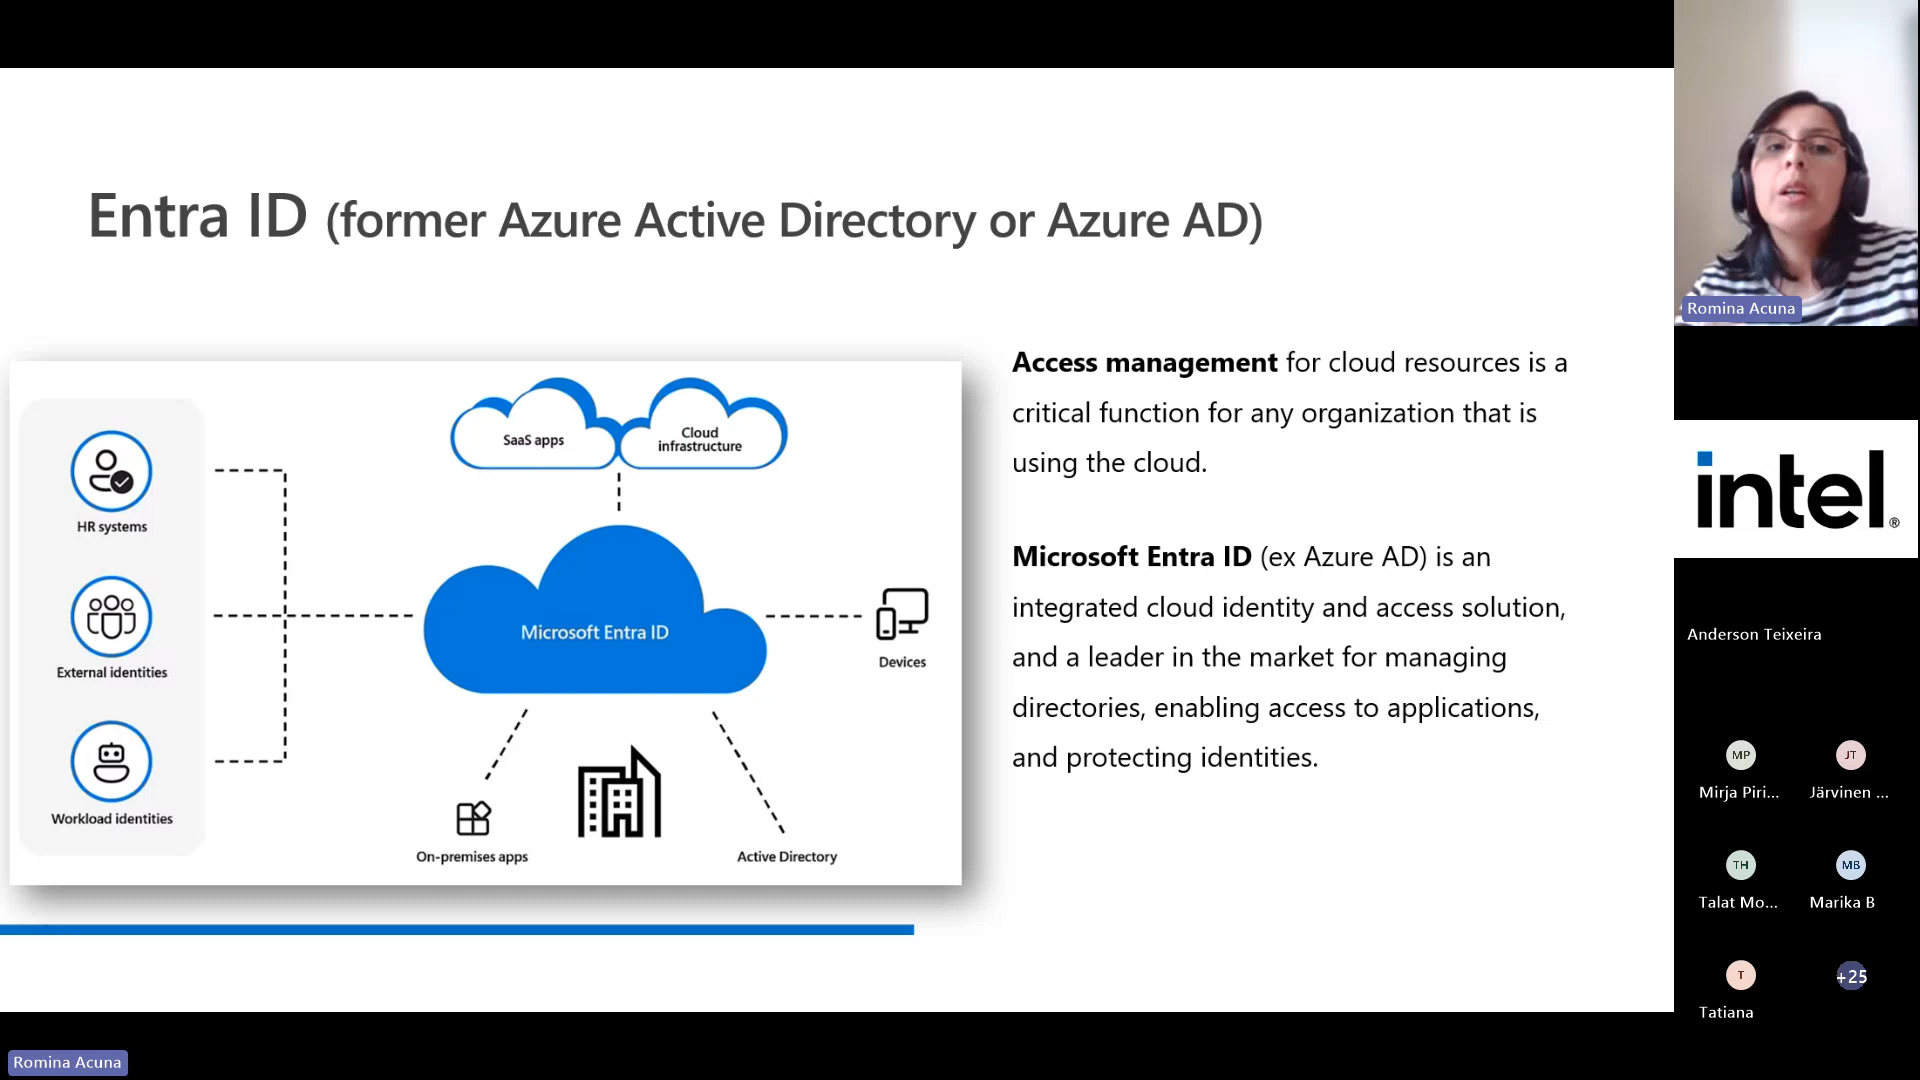 Entra ID (former Azure Active Directory or Azure AD)
SaaS apps
Cloud
infrastructure
HR systems
External identities
Workload identities
Microsoft Entra ID
Devices
On-premises apps
Active Directory
Access management for cloud resources is a
critical function for any organization that is
using the cloud.
Microsoft Entra ID (ex Azure AD) is an
integrated cloud identity and access solution,
and a leader in the market for managing
directories, enabling access to applications,
and protecting identities.
Romina Acuna
intel®
Anderson Teixeira
MP
Mirja Piri...
JT
Järvinen ...
TH
Talat Mo...
MB
Marika B
T
Tatiana
+25
Romina Acuna